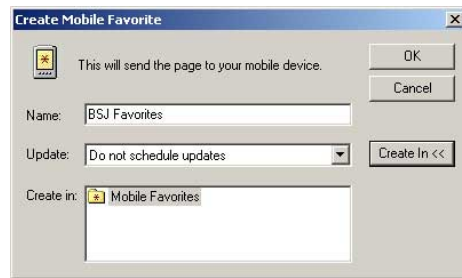 Create Mobile Favorite
This will send the page to your mobile device.
OK
Cancel
Name: BSJ Favorites
Update: Do not schedule updates
Create In <<
Create in: Mobile Favorites